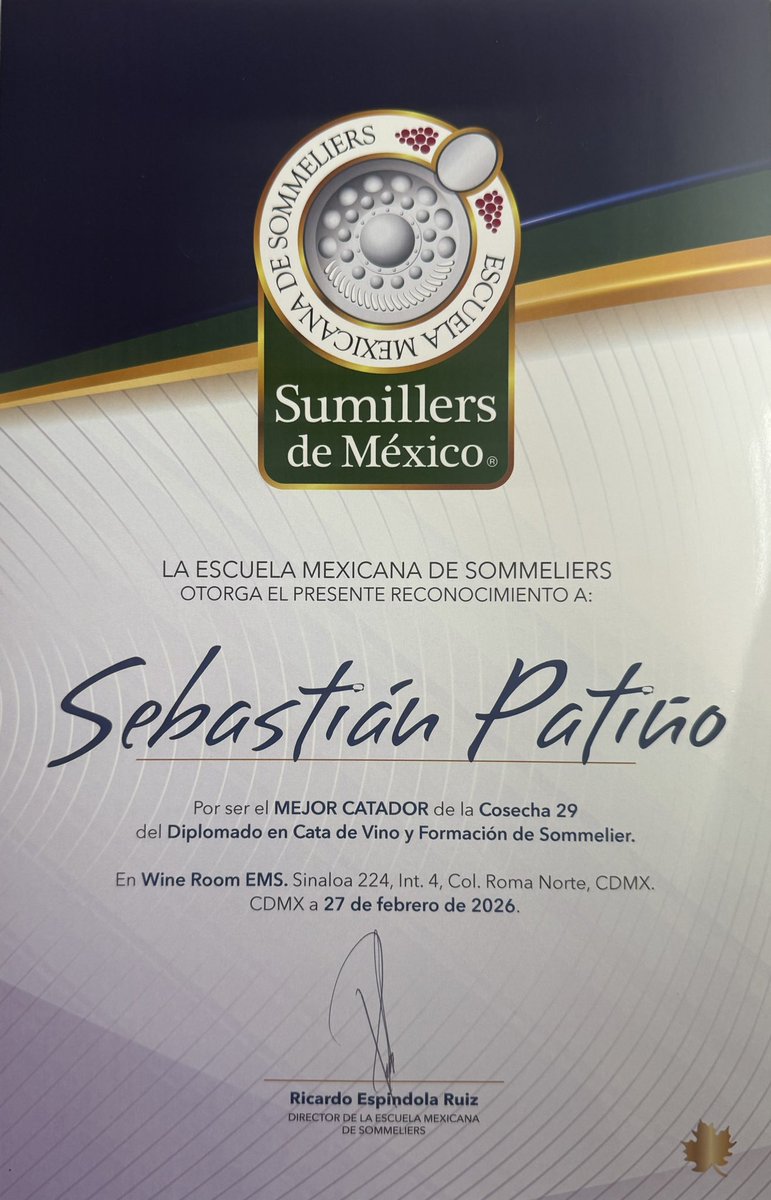 ESCUELA MEXICANA DE SOMMELIERS
Sumillers
de México®
LA ESCUELA MEXICANA DE SOMMELIERS
OTORGA EL PRESENTE RECONOCIMIENTO A:
Sebastián Patiño
Por ser el MEJOR CATADOR de la Cosecha 29
del Diplomado en Cata de Vino y Formación de Sommelier.
En Wine Room EMS. Sinaloa 224, Int. 4, Col. Roma Norte, CDMX.
CDMX a 27 de febrero de 2026.
Ricardo Espíndola Ruiz
DIRECTOR DE LA ESCUELA MEXICANA
DE SOMMELIERS